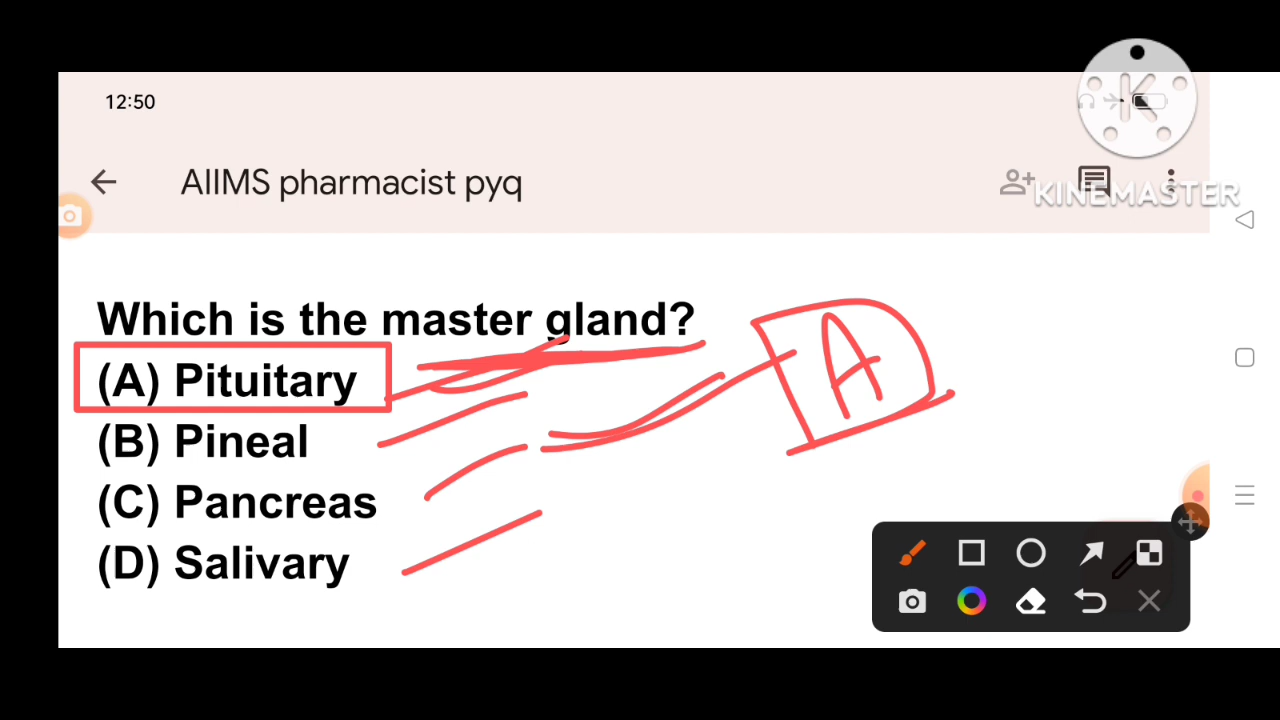 12:50
AIIMS pharmacist pyq
KINEMASTER
Which is the master gland?
(A) Pituitary
A
(B) Pineal
(C) Pancreas
(D) Salivary